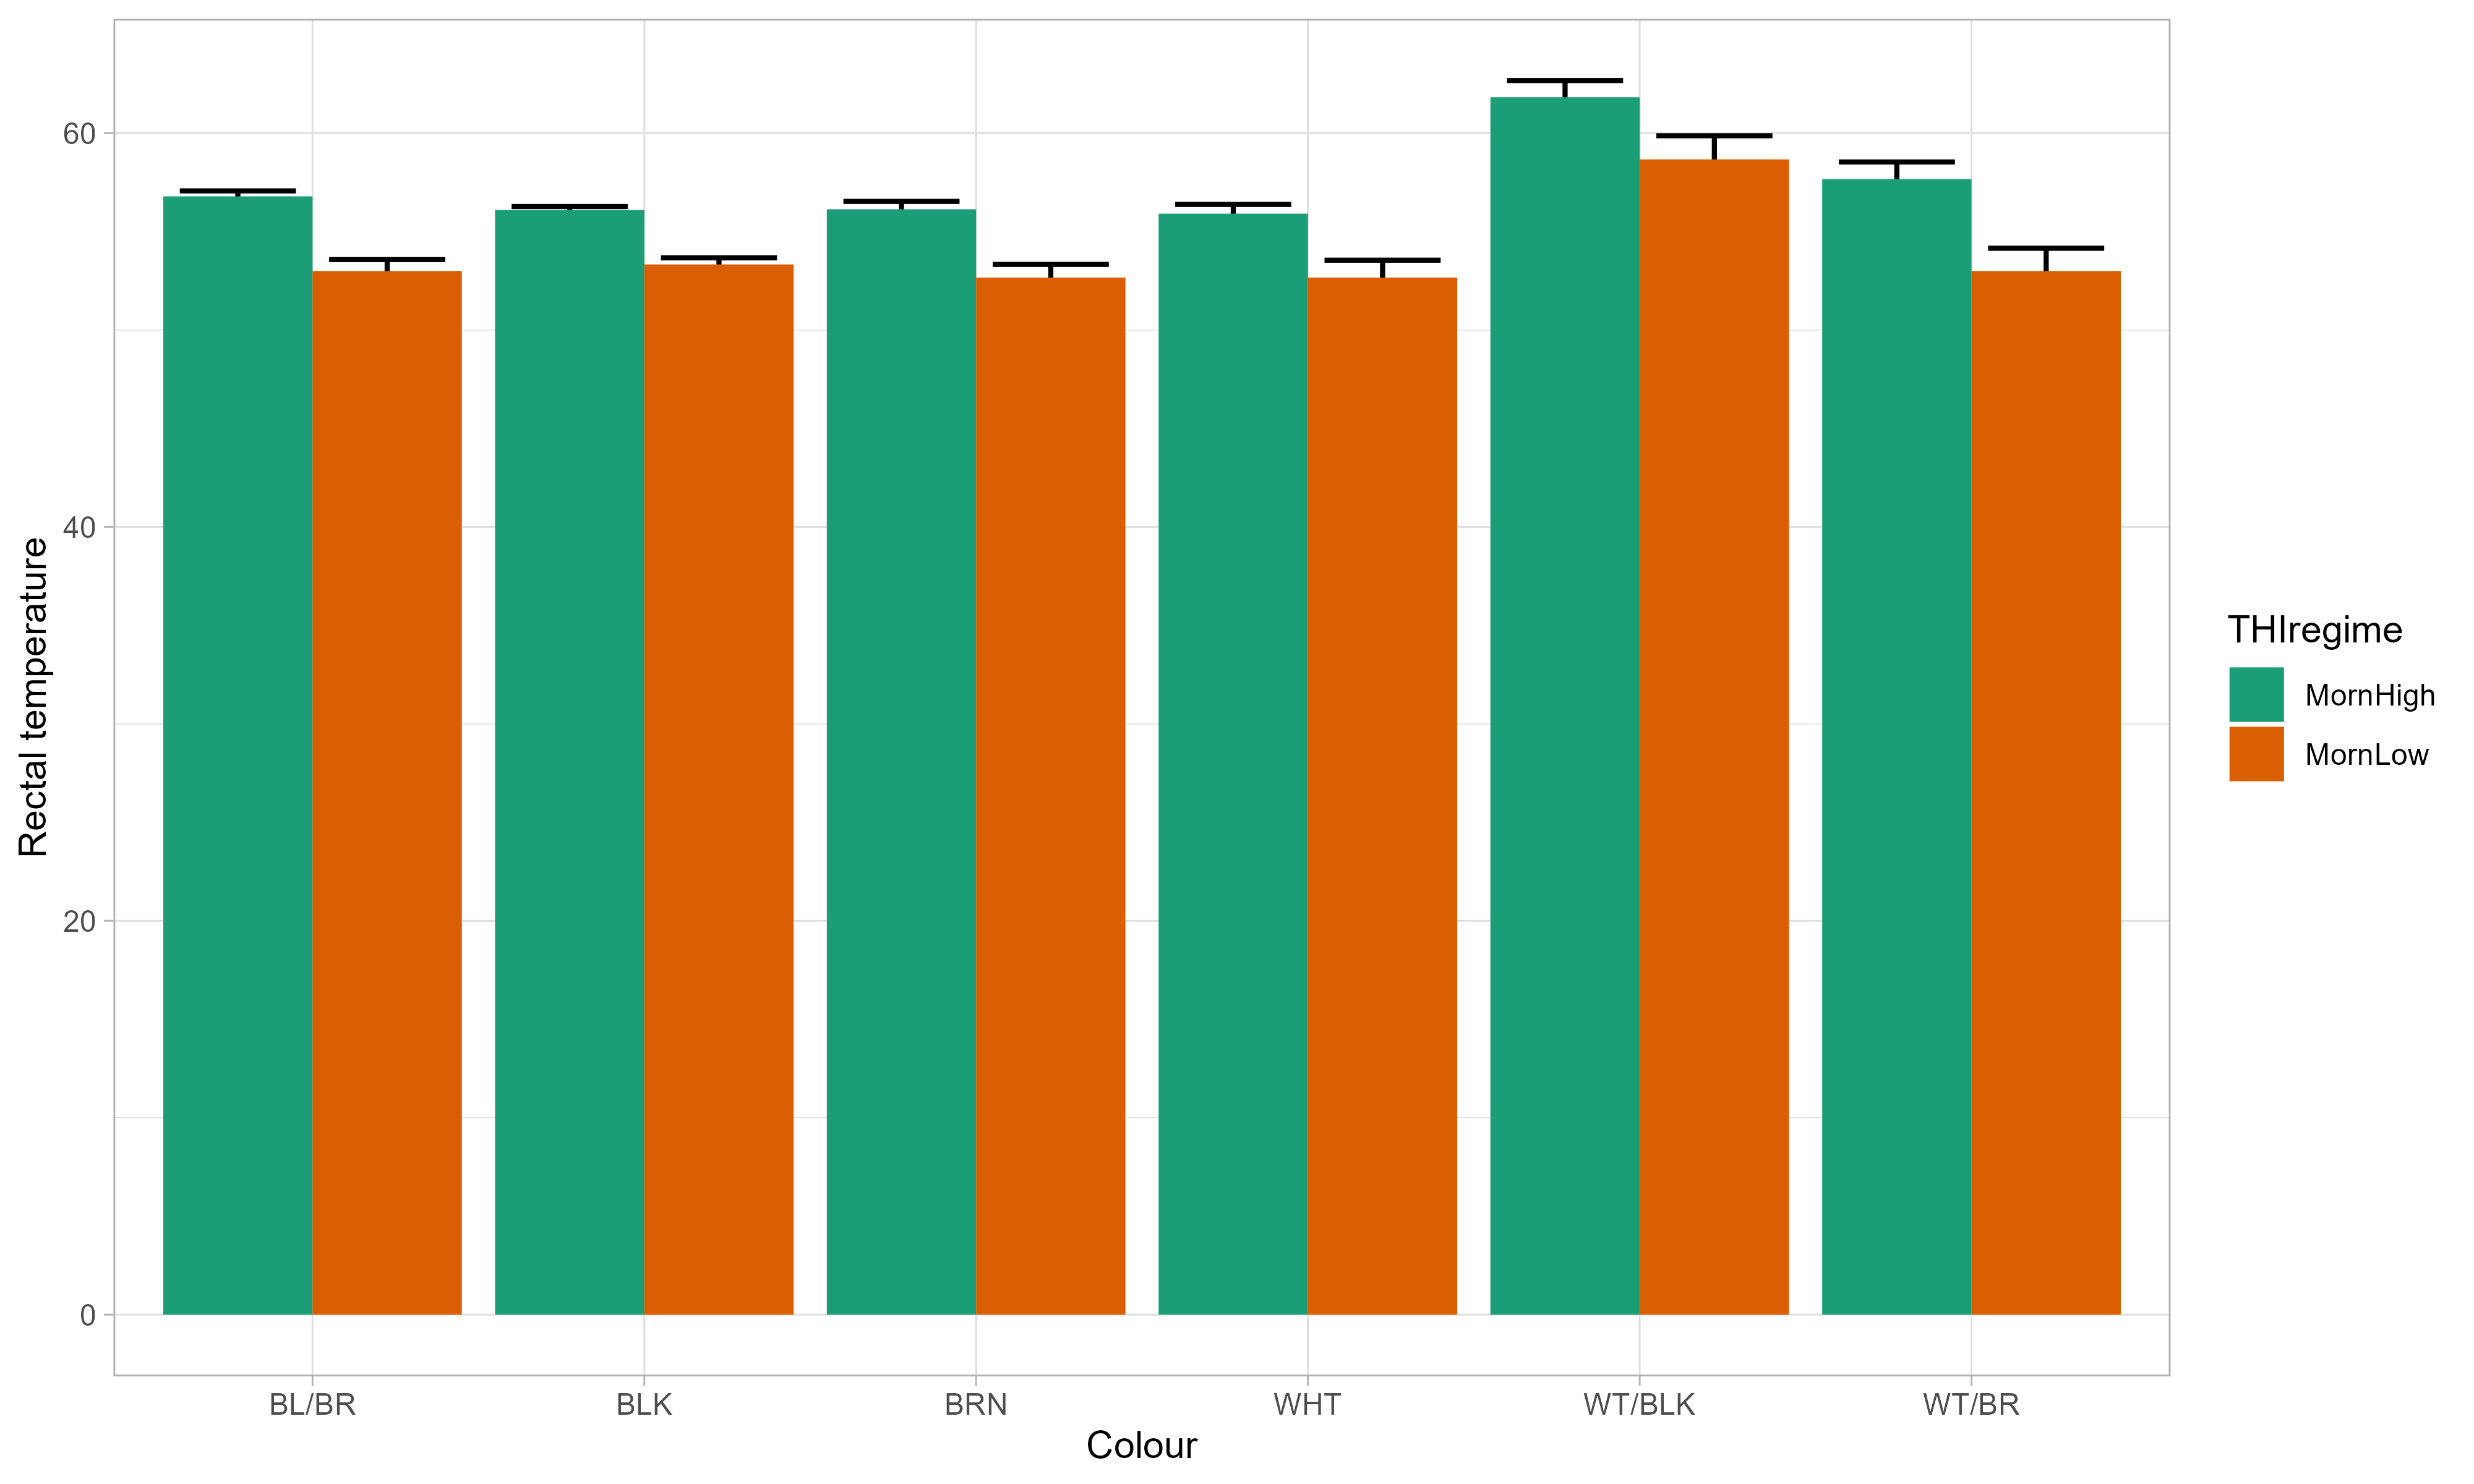 60
40
20
0
Rectal temperature
BL/BR BLK BRN WHT WT/BLK WT/BR
Colour
THIregime
MornHigh
MornLow